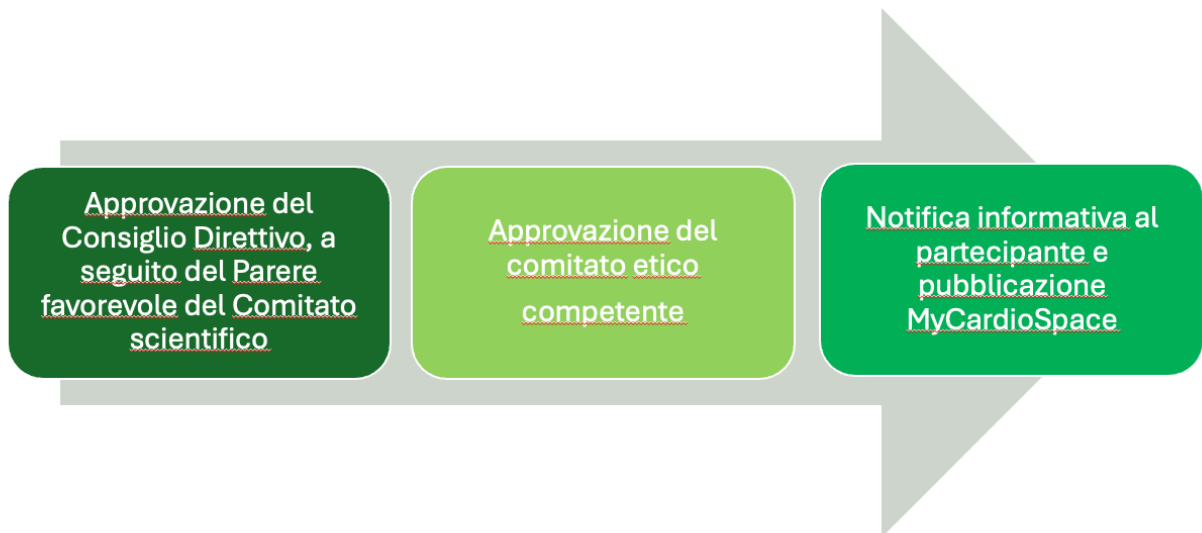 Approvazione del
Consiglio Direttivo, a
seguito del Parere
favorevole del Comitato
scientifico
Approvazione del
comitato etico
competente
Notifica informativa al
partecipante e
pubblicazione
MyCardioSpace